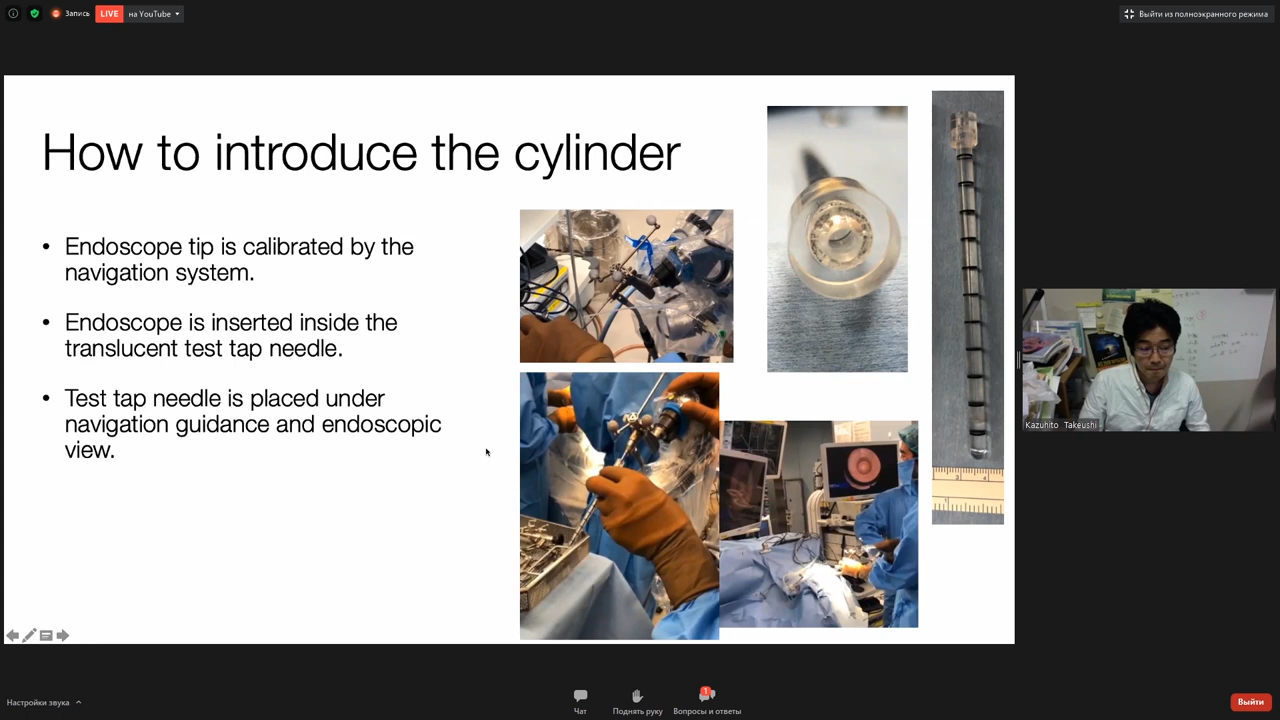 Запись
LIVE
на YouTube
Выйти из полноэкранного режима
How to introduce the cylinder
• Endoscope tip is calibrated by the
navigation system.
• Endoscope is inserted inside the
translucent test tap needle.
• Test tap needle is placed under
navigation guidance and endoscopic
view.
Kazuhito Takeushi
Настройки звука
Чат
Поднять руку
1
Вопросы и ответы
Выйти